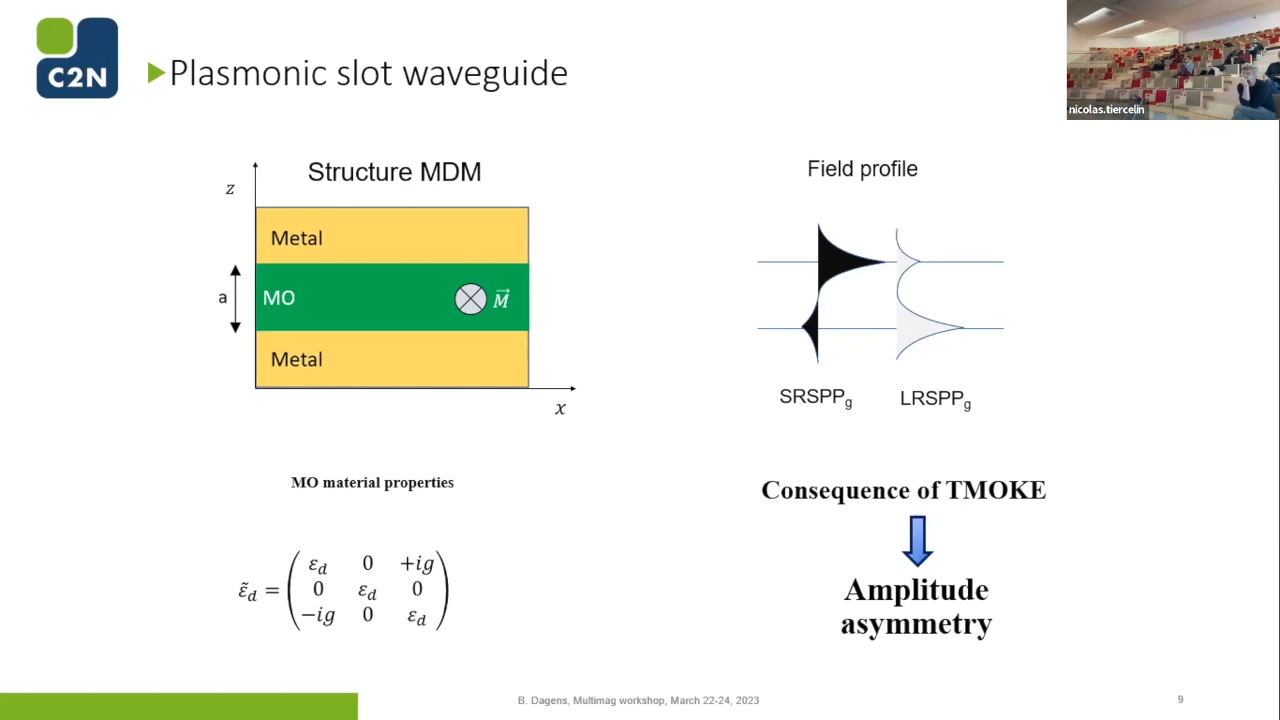 C2N
Plasmonic slot waveguide
nicolas.tiercelin
Structure MDM
z
Metal
a
MO
M⃗
Metal
x
Field profile
SRSPPg
LRSPPg
MO material properties
ε̃d = ( εd 0 +ig
0 εd 0
−ig 0 εd )
Consequence of TMOKE
Amplitude
asymmetry
B. Dagens, Multimag workshop, March 22-24, 2023
9